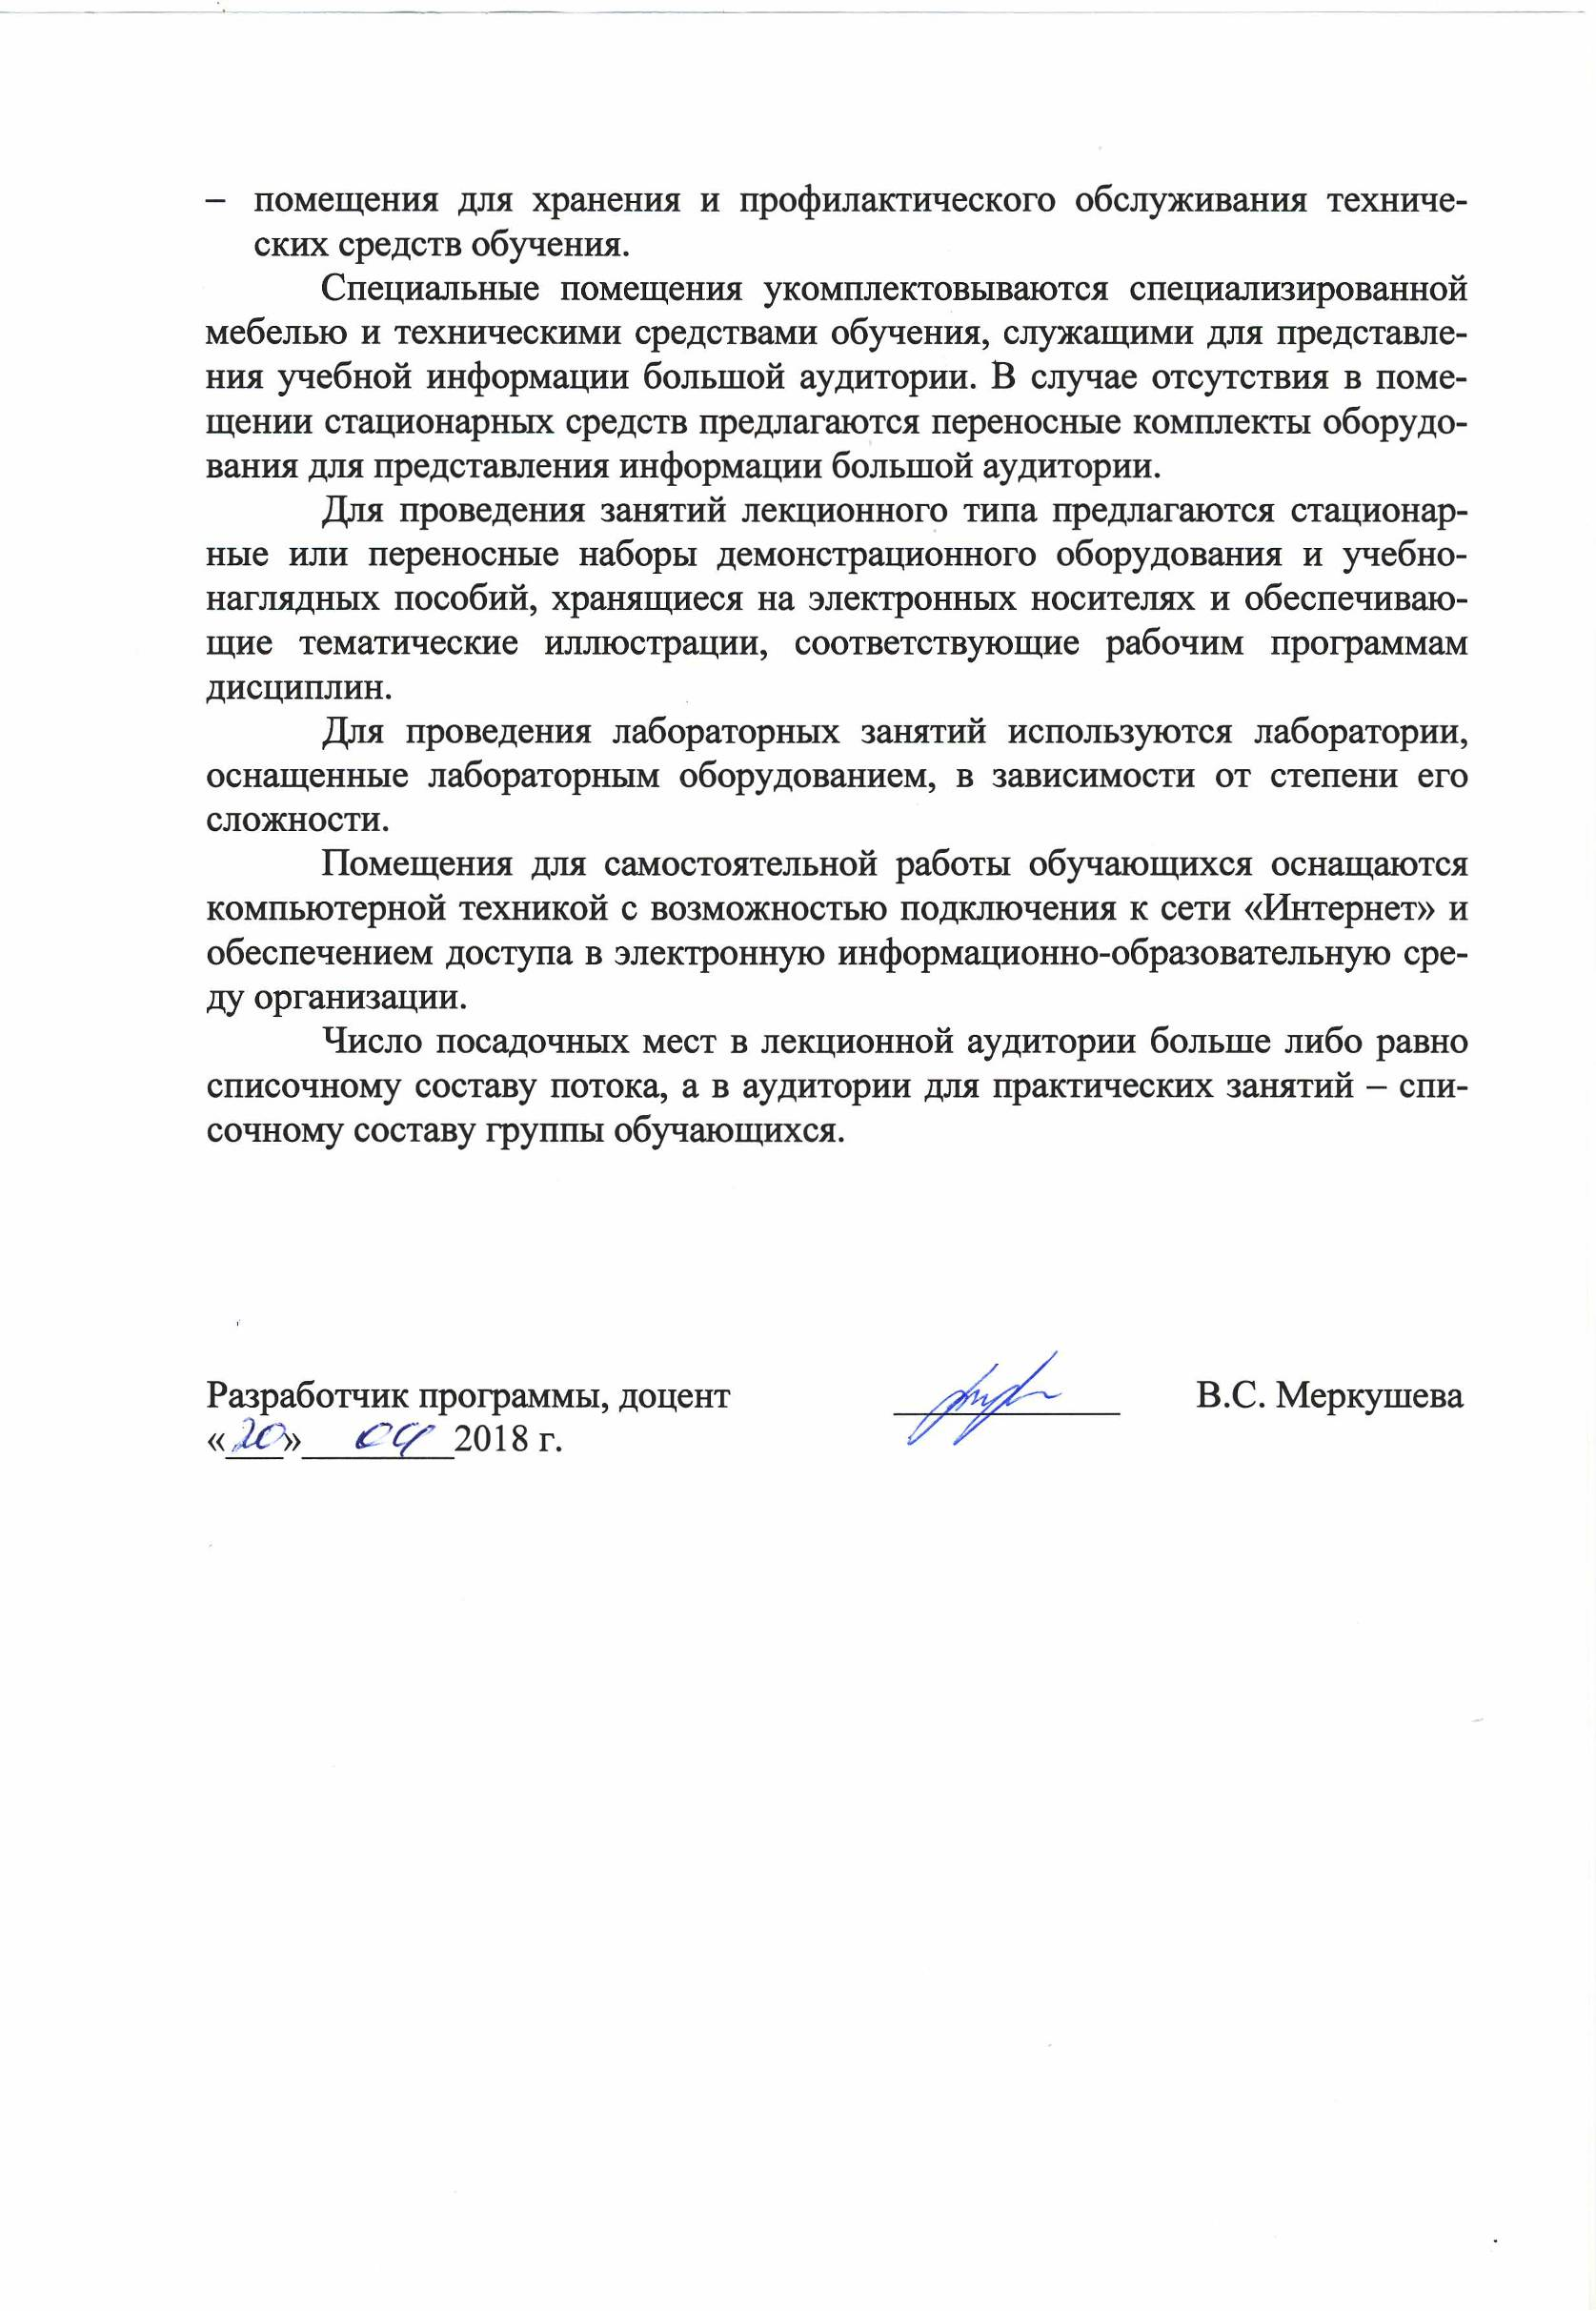 – помещения для хранения и профилактического обслуживания техниче-
ских средств обучения.
Специальные помещения укомплектовываются специализированной
мебелью и техническими средствами обучения, служащими для представле-
ния учебной информации большой аудитории. В случае отсутствия в поме-
щении стационарных средств предлагаются переносные комплекты оборудо-
вания для представления информации большой аудитории.
Для проведения занятий лекционного типа предлагаются стационар-
ные или переносные наборы демонстрационного оборудования и учебно-
наглядных пособий, хранящиеся на электронных носителях и обеспечиваю-
щие тематические иллюстрации, соответствующие рабочим программам
дисциплин.
Для проведения лабораторных занятий используются лаборатории,
оснащенные лабораторным оборудованием, в зависимости от степени его
сложности.
Помещения для самостоятельной работы обучающихся оснащаются
компьютерной техникой с возможностью подключения к сети «Интернет» и
обеспечением доступа в электронную информационно-образовательную сре-
ду организации.
Число посадочных мест в лекционной аудитории больше либо равно
списочному составу потока, а в аудитории для практических занятий – спи-
сочному составу группы обучающихся.
Разработчик программы, доцент ____________ В.С. Меркушева
«20» 04 2018 г.